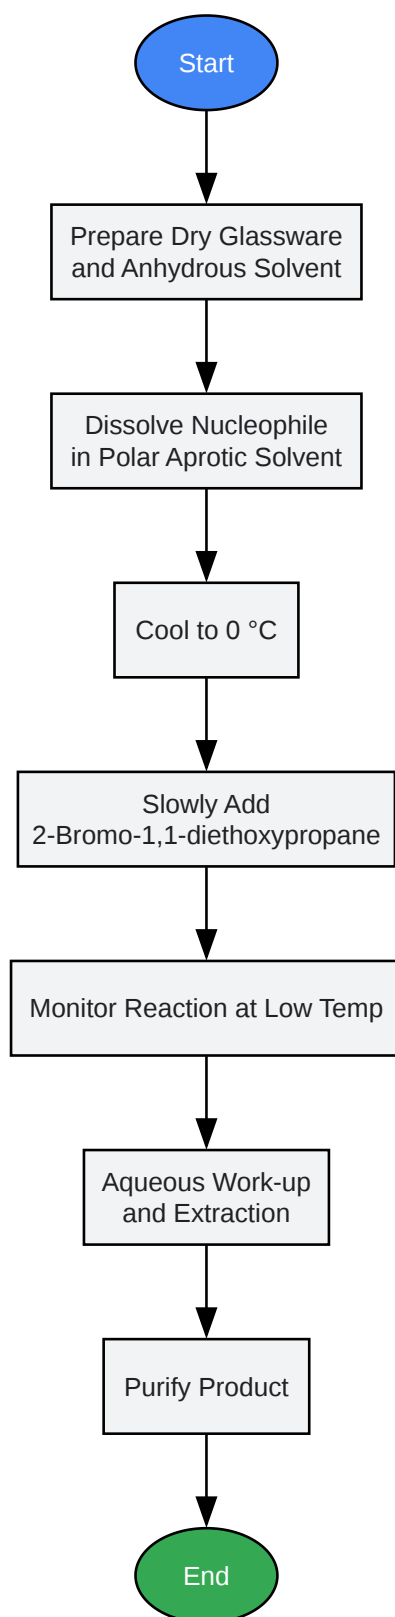 Start
Prepare Dry Glassware
and Anhydrous Solvent
Dissolve Nucleophile
in Polar Aprotic Solvent
Cool to 0 °C
Slowly Add
2-Bromo-1,1-diethoxypropane
Monitor Reaction at Low Temp
Aqueous Work-up
and Extraction
Purify Product
End